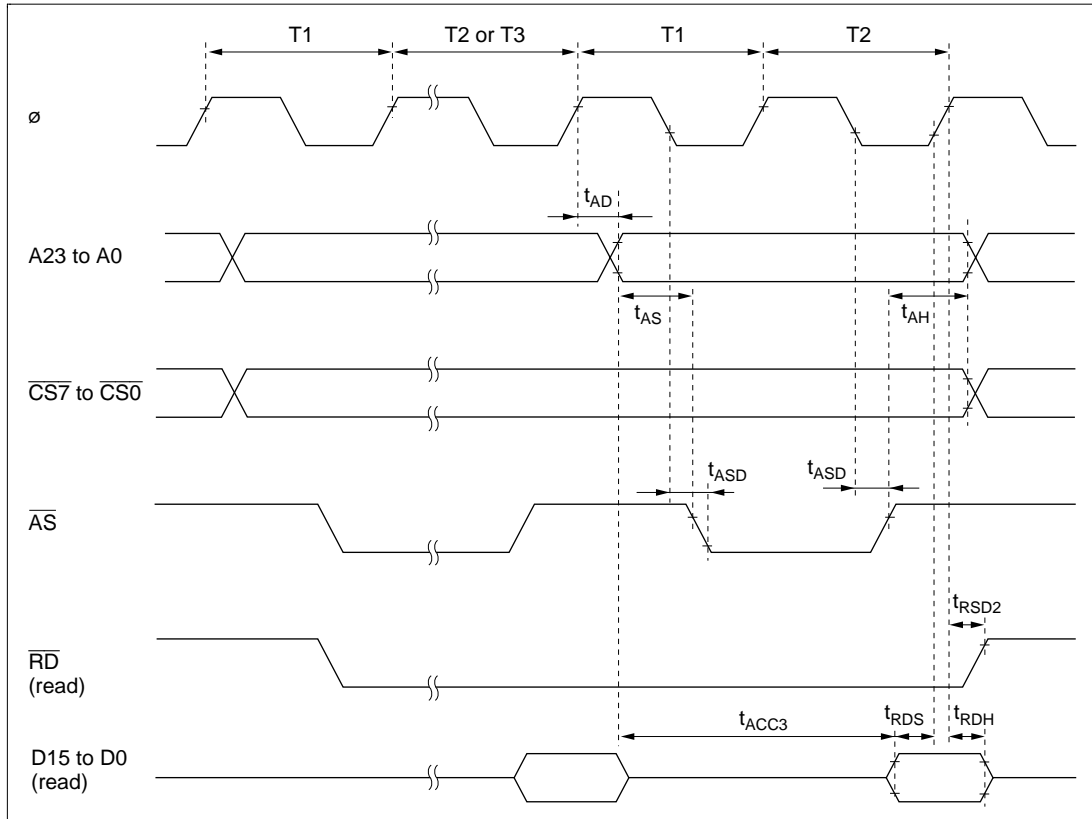 T1 T2 or T3 T1 T2
ø
tAD
A23 to A0
tAS tAH
CS7 to CS0
tASD tASD
AS
tRSD2
RD
(read)
tACC3 tRDS tRDH
D15 to D0
(read)